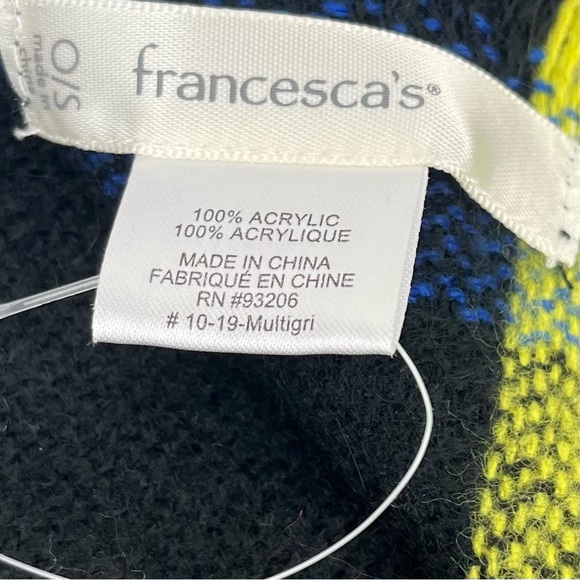 O/S
made in
francesca's®
100% ACRYLIC
100% ACRYLIQUE
MADE IN CHINA
FABRIQUÉ EN CHINE
RN #93206
# 10-19-Multigri